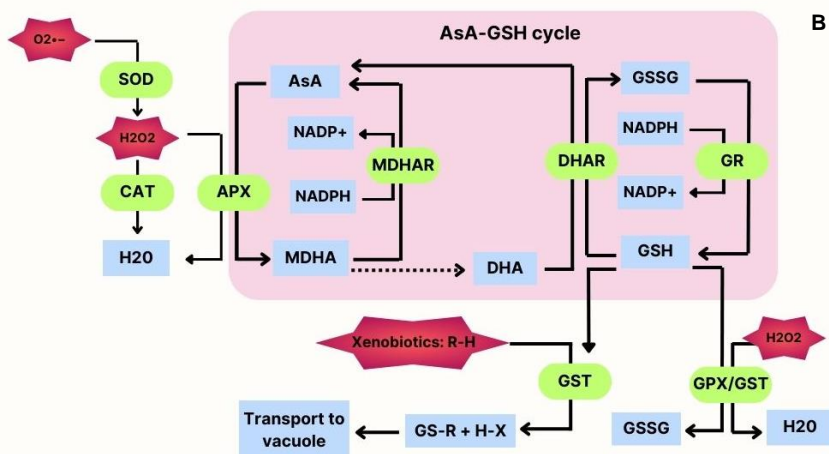 B
AsA-GSH cycle
O2•–
SOD
H2O2
CAT
APX
H20
AsA
NADP+
MDHAR
NADPH
MDHA
DHA
DHAR
GSSG
NADPH
GR
NADP+
GSH
Xenobiotics: R-H
GST
H2O2
GPX/GST
Transport to
vacuole
GS-R + H-X
GSSG
H20